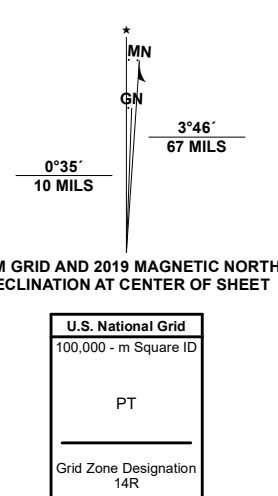 ★
MN
GN
3°46´
67 MILS
0°35´
10 MILS
M GRID AND 2019 MAGNETIC NORTH
ECLINATION AT CENTER OF SHEET
U.S. National Grid
100,000 - m Square ID
PT
Grid Zone Designation
14R